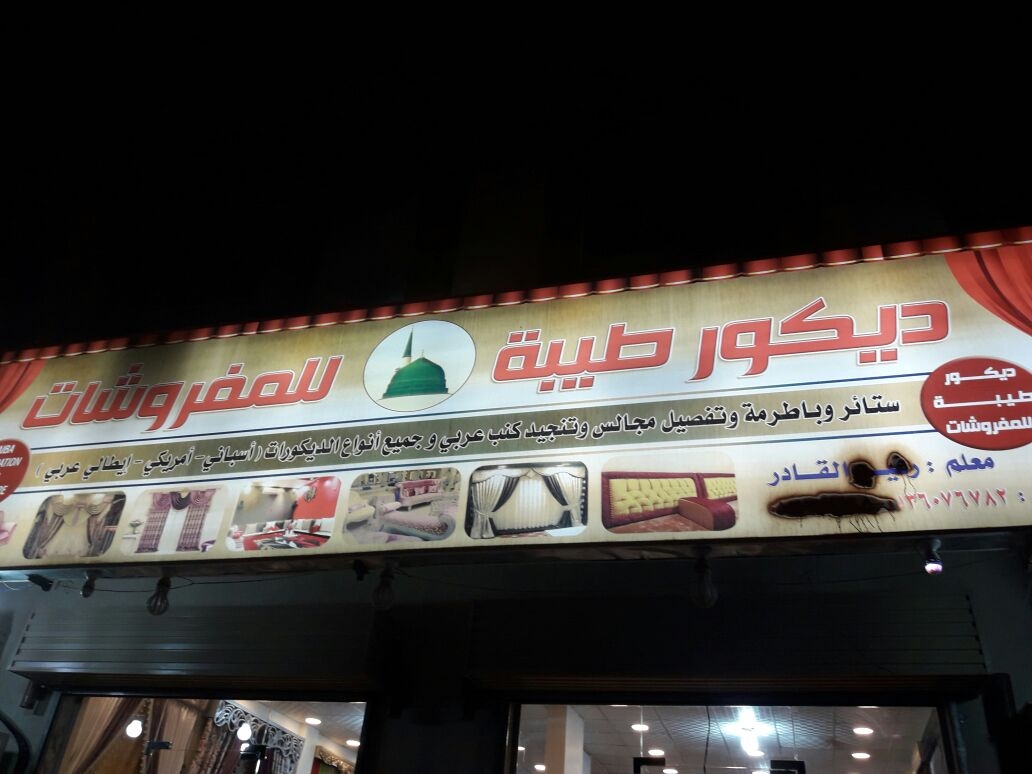 ديكور طيبة للمفروشات
ستائر وباطرمة وتفصيل مجالس وتنجيد كنب عربي و جميع أنواع الديكورات (أسباني - أمريكي - ايطالي عربي)
ديكور
طيبة
للمفروشات
معلم : القادر